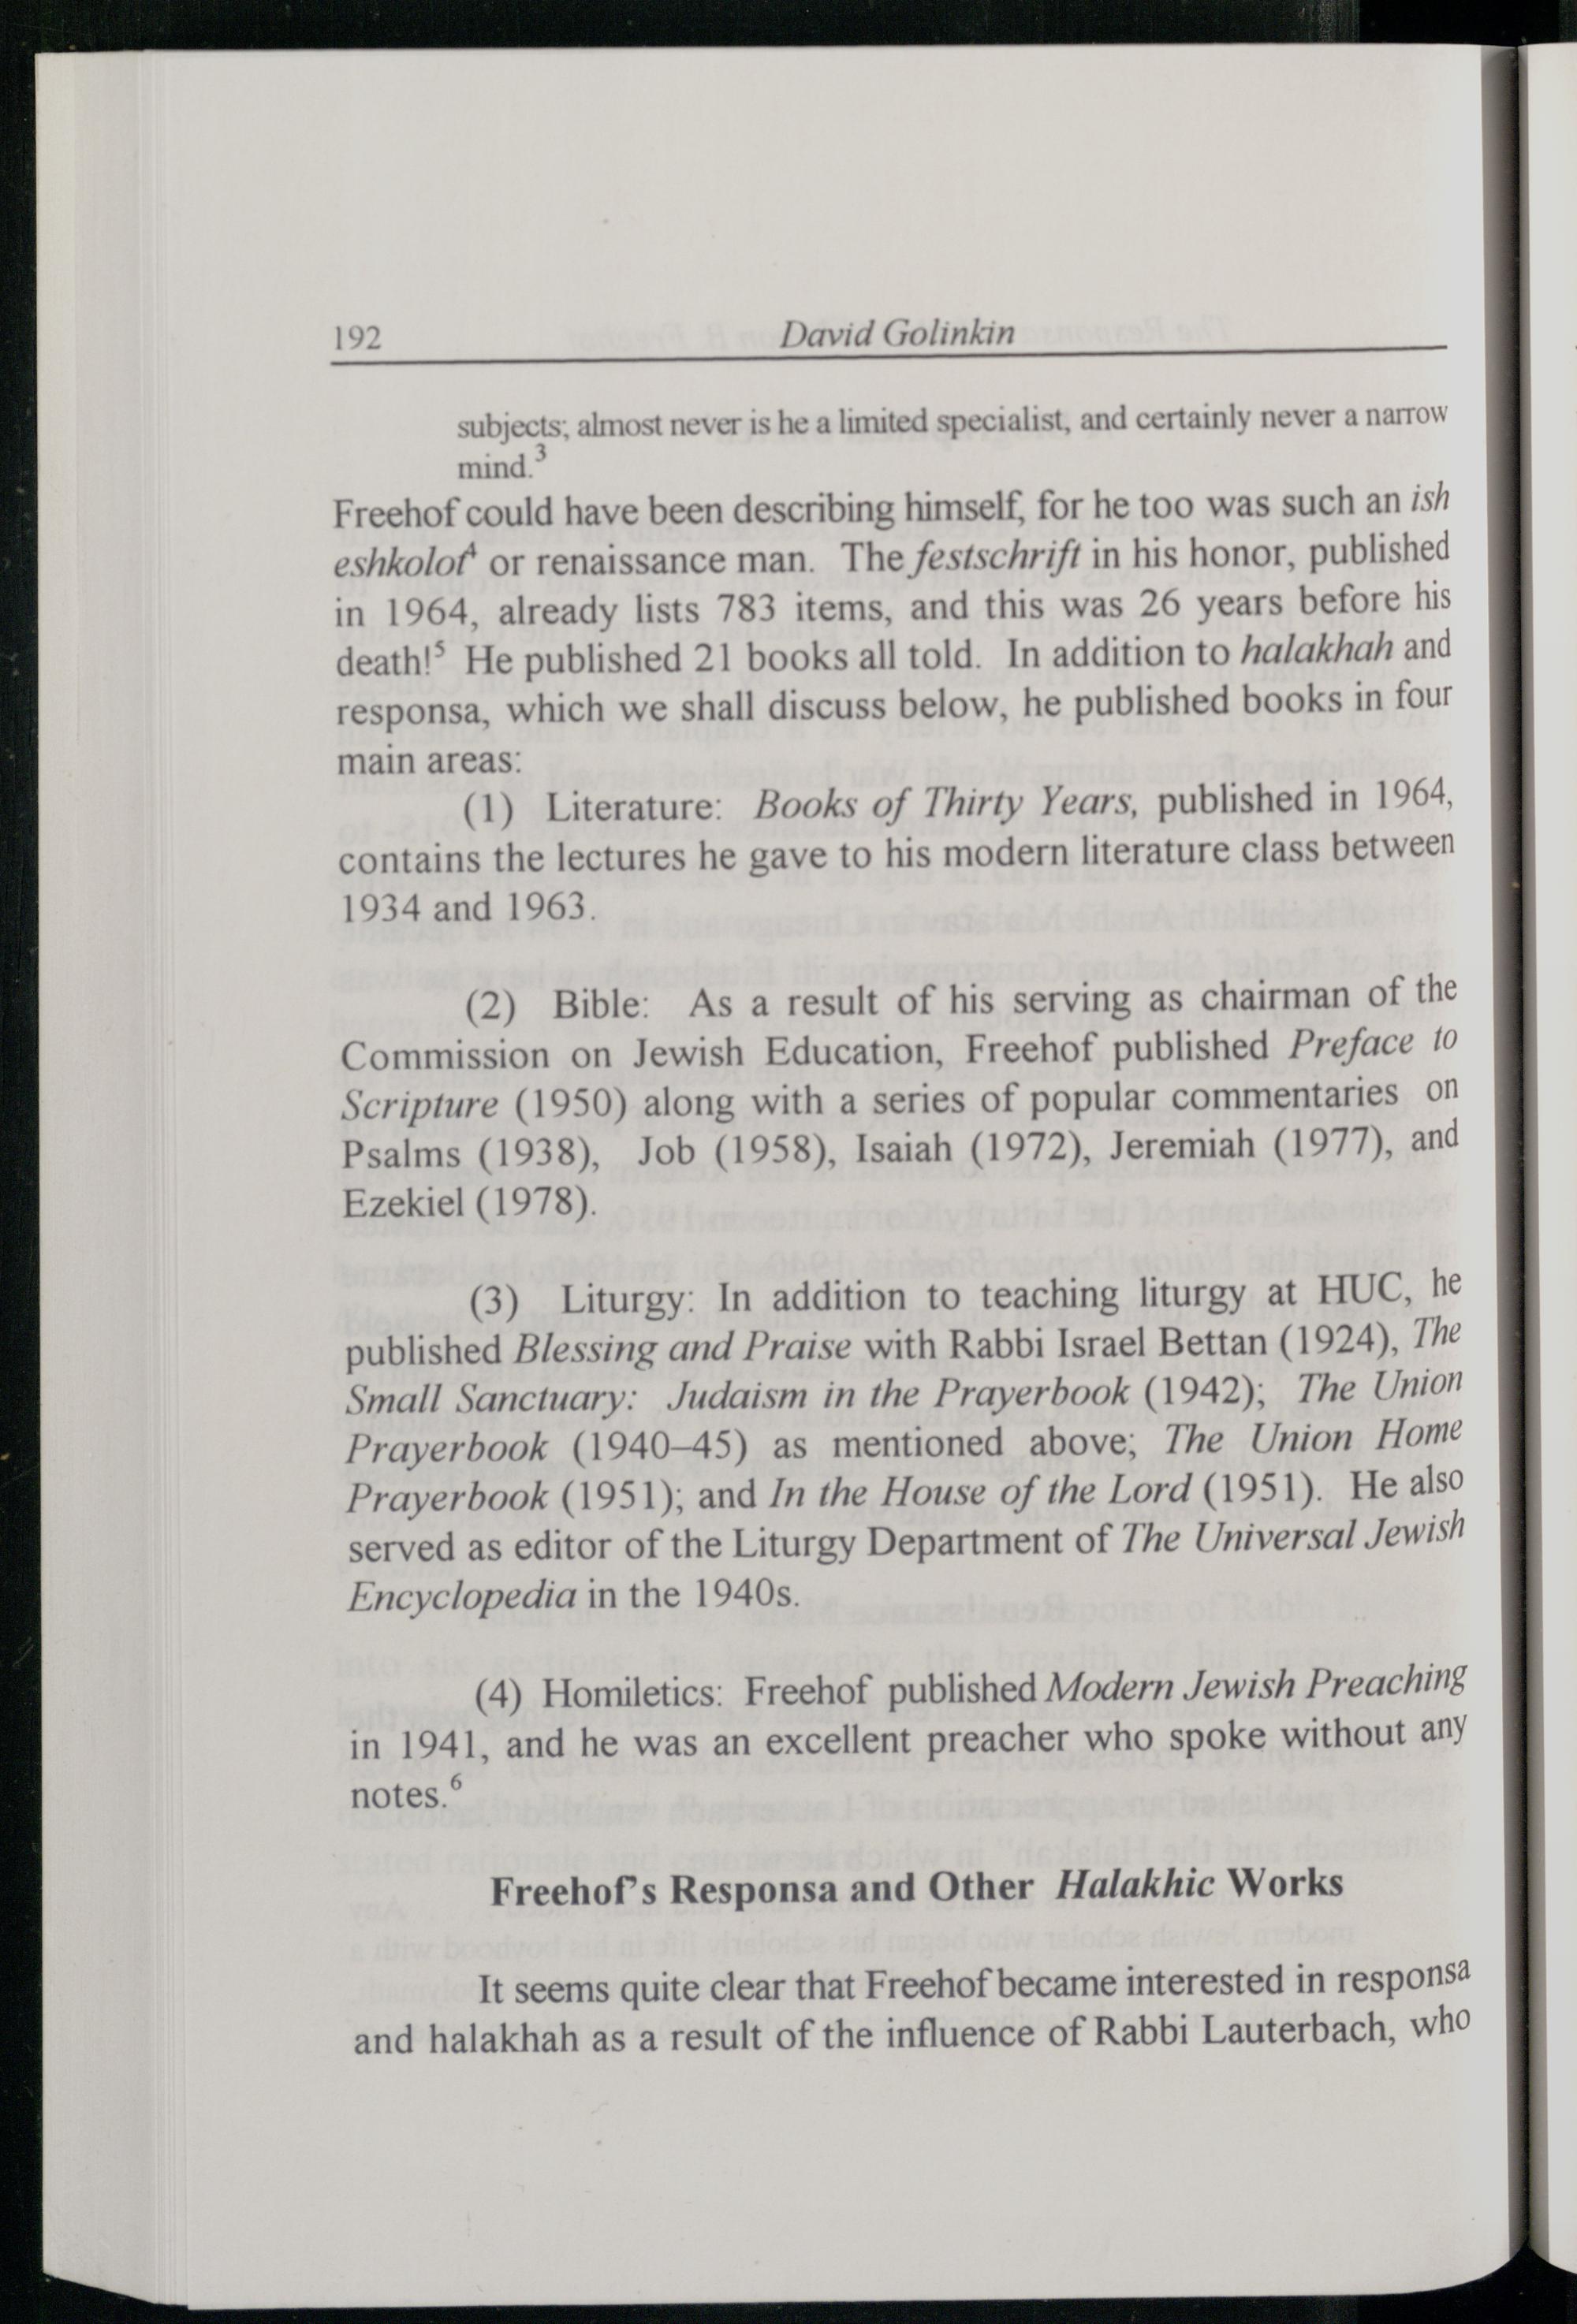 192 David Golinkin
subjects; almost never is he a limited specialist, and certainly never a narrow
mind.3
Freehof could have been describing himself, for he too was such an ish
eshkolot4 or renaissance man. The festschrift in his honor, published
in 1964, already lists 783 items, and this was 26 years before his
death!5 He published 21 books all told. In addition to halakhah and
responsa, which we shall discuss below, he published books in four
main areas:
(1) Literature: Books of Thirty Years, published in 1964,
contains the lectures he gave to his modern literature class between
1934 and 1963.
(2) Bible: As a result of his serving as chairman of the
Commission on Jewish Education, Freehof published Preface to
Scripture (1950) along with a series of popular commentaries on
Psalms (1938), Job (1958), Isaiah (1972), Jeremiah (1977), and
Ezekiel (1978).
(3) Liturgy: In addition to teaching liturgy at HUC, he
published Blessing and Praise with Rabbi Israel Bettan (1924), The
Small Sanctuary: Judaism in the Prayerbook (1942); The Union
Prayerbook (1940–45) as mentioned above; The Union Home
Prayerbook (1951); and In the House of the Lord (1951). He also
served as editor of the Liturgy Department of The Universal Jewish
Encyclopedia in the 1940s.
(4) Homiletics: Freehof published Modern Jewish Preaching
in 1941, and he was an excellent preacher who spoke without any
notes.6
Freehof's Responsa and Other Halakhic Works
It seems quite clear that Freehof became interested in responsa
and halakhah as a result of the influence of Rabbi Lauterbach, who